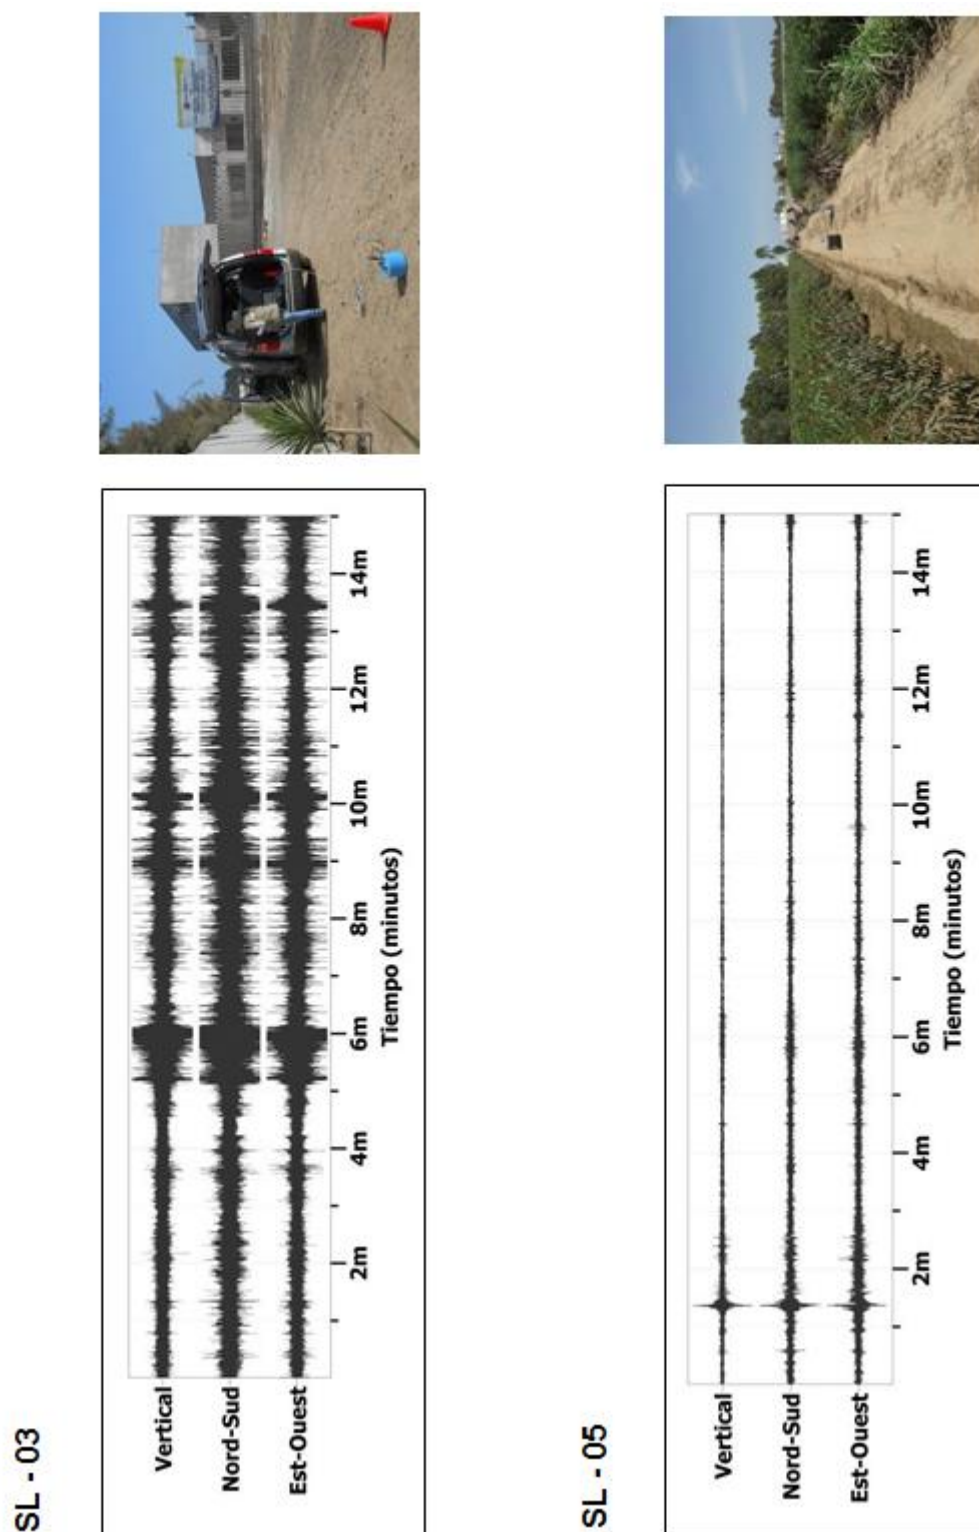 SL - 03
Vertical
Nord-Sud
Est-Ouest
2m
4m
6m
8m
10m
12m
14m
Tiempo (minutos)
SL - 05
Vertical
Nord-Sud
Est-Ouest
2m
4m
6m
8m
10m
12m
14m
Tiempo (minutos)